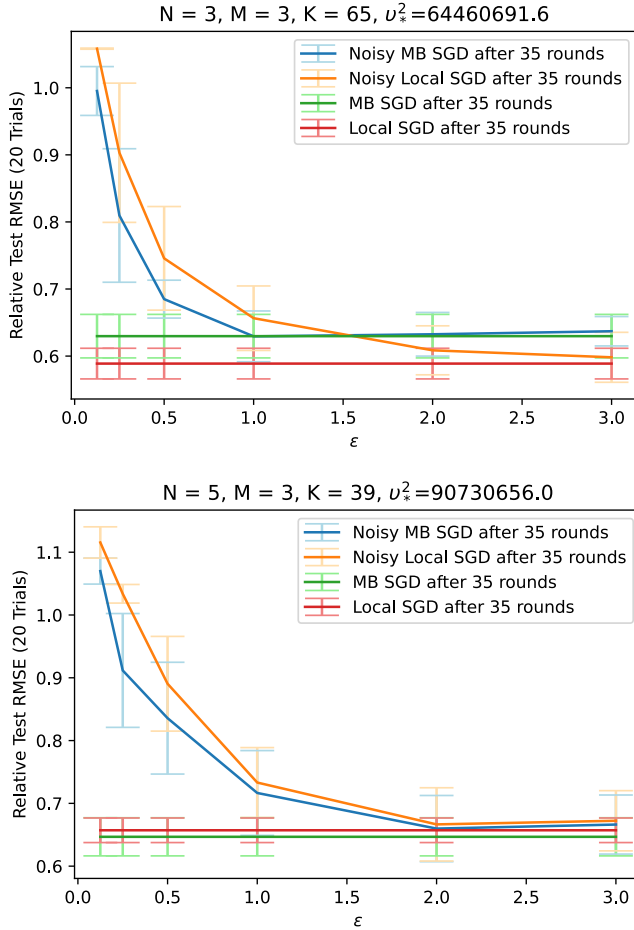 N = 3, M = 3, K = 65, υ²*=64460691.6
Relative Test RMSE (20 Trials)
1.0
0.9
0.8
0.7
0.6
Noisy MB SGD after 35 rounds
Noisy Local SGD after 35 rounds
MB SGD after 35 rounds
Local SGD after 35 rounds
0.0 0.5 1.0 1.5 2.0 2.5 3.0
ε
N = 5, M = 3, K = 39, υ²*=90730656.0
Relative Test RMSE (20 Trials)
1.1
1.0
0.9
0.8
0.7
0.6
Noisy MB SGD after 35 rounds
Noisy Local SGD after 35 rounds
MB SGD after 35 rounds
Local SGD after 35 rounds
0.0 0.5 1.0 1.5 2.0 2.5 3.0
ε